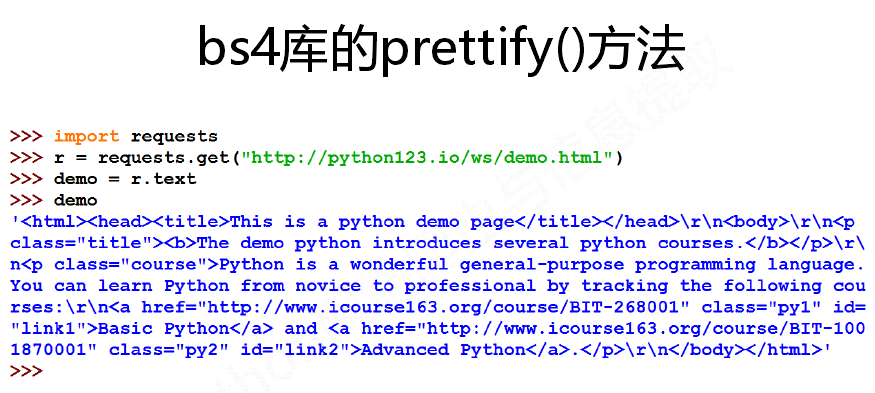 bs4库的prettify()方法
>>> import requests
>>> r = requests.get("http://python123.io/ws/demo.html")
>>> demo = r.text
>>> demo
'<html><head><title>This is a python demo page</title></head>\r\n<body>\r\n<p
class="title"><b>The demo python introduces several python courses.</b></p>\r\
n<p class="course">Python is a wonderful general-purpose programming language.
You can learn Python from novice to professional by tracking the following cou
rses:\r\n<a href="http://www.icourse163.org/course/BIT-268001" class="py1" id=
"link1">Basic Python</a> and <a href="http://www.icourse163.org/course/BIT-100
1870001" class="py2" id="link2">Advanced Python</a>.</p>\r\n</body></html>'
>>>